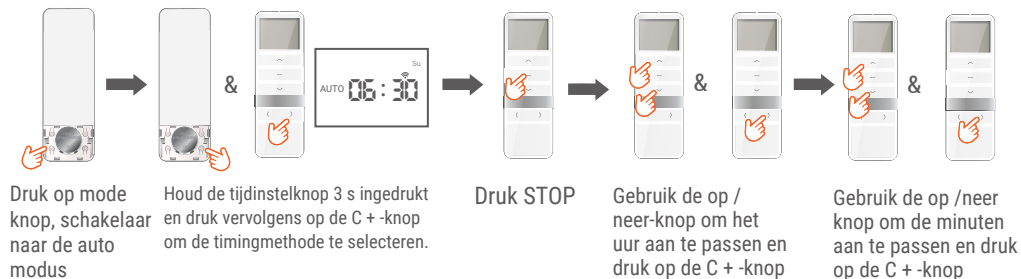 &
Su
AUTO 06:30
&
&
Druk op mode
knop, schakelaar
naar de auto
modus
Houd de tijdinstelknop 3 s ingedrukt
en druk vervolgens op de C + -knop
om de timingmethode te selecteren.
Druk STOP
Gebruik de op /
neer-knop om het
uur aan te passen en
druk op de C + -knop
Gebruik de op /neer
knop om de minuten
aan te passen en druk
op de C + -knop